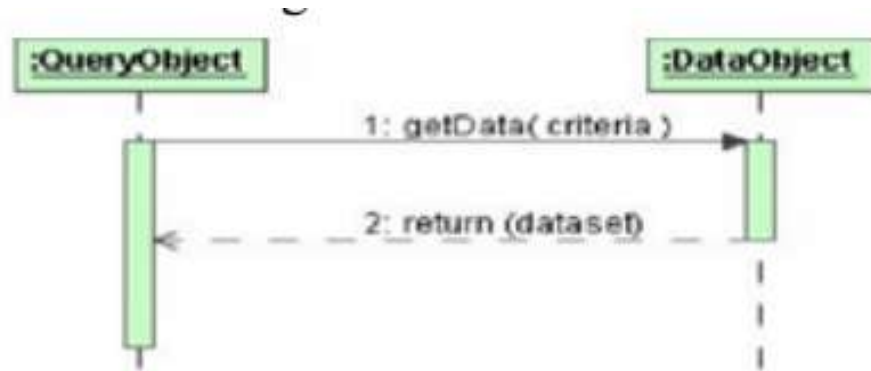 :QueryObject
:DataObject
1: getData( criteria )
2: return (dataset)